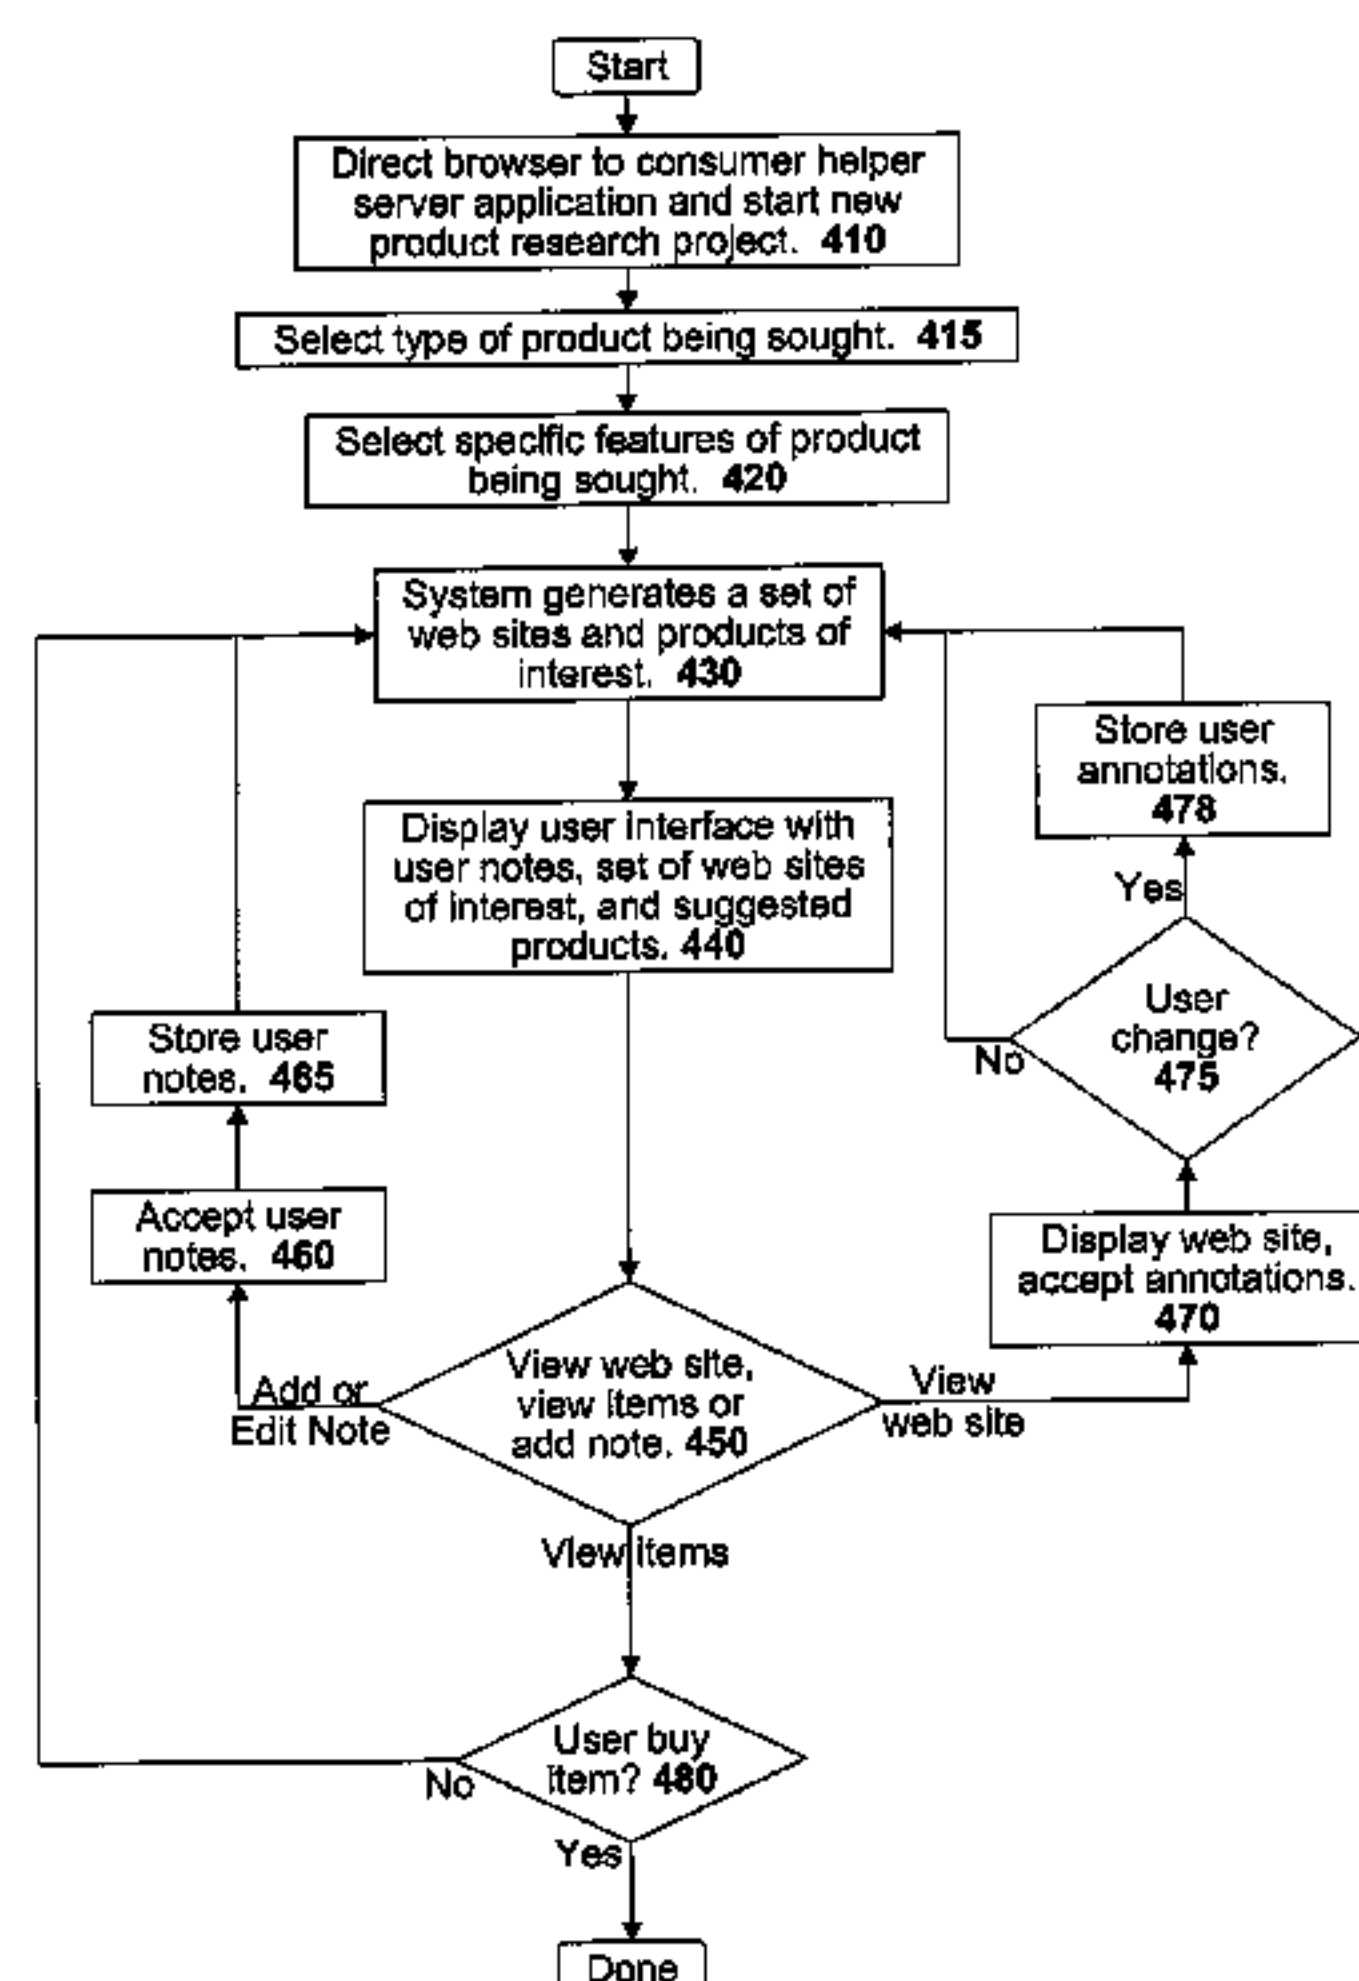 Start
Direct browser to consumer helper
server application and start new
product research project. 410
Select type of product being sought. 415
Select specific features of product
being sought. 420
System generates a set of
web sites and products of
interest. 430
Store user
annotations.
478
Display user interface with
user notes, set of web sites
of interest, and suggested
products. 440
Yes
User
change?
475
No
Store user
notes. 465
Accept user
notes. 460
Display web site,
accept annotations.
470
View web site,
view items or
add note. 450
Add or
Edit Note
View
web site
View items
User buy
item? 480
No
Yes
Done